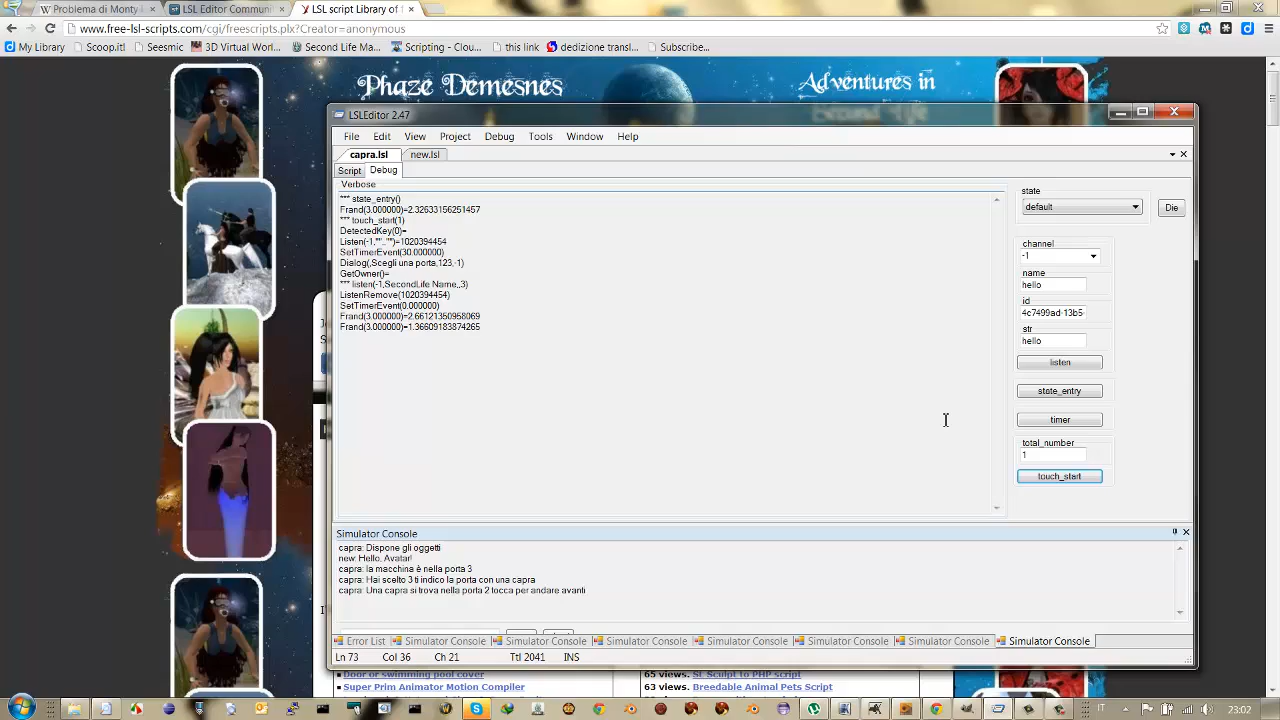 Problema di Monty
LSL Editor Communi
LSL script Library of
www.free-lsl-scripts.com/cgi/freescripts.plx?Creator=anonymous
My Library
Scoop.it!
Seesmic
3D Virtual Worl...
Second Life Ma...
Scripting - Clou...
this link
dedizione transl...
Subscribe...
Phaze Demesnes
Adventures in
LSLEditor 2.47
File Edit View Project Debug Tools Window Help
capra.lsl new.lsl
Script Debug
Verbose
*** state_entry()
Frand(3.000000)=2.32633156251457
*** touch_start(1)
DetectedKey(0)=
Listen(-1,"","","")=1020394454
SetTimerEvent(30.000000)
Dialog(,Scegli una porta,123,-1)
GetOwner()=
*** listen(-1,SecondLife Name,,3)
ListenRemove(1020394454)
SetTimerEvent(0.000000)
Frand(3.000000)=2.66121350958069
Frand(3.000000)=1.36609183874265
state
default
Die
channel
-1
name
hello
id
4c7499ad-13b5-
str
hello
listen
state_entry
timer
total_number
1
touch_start
Simulator Console
capra: Dispone gli oggetti
new: Hello, Avatar!
capra: la macchina è nella porta 3
capra: Hai scelto 3 ti indico la porta con una capra
capra: Una capra si trova nella porta 2 tocca per andare avanti
Error List Simulator Console Simulator Console Simulator Console Simulator Console Simulator Console Simulator Console Simulator Console
Ln 73 Col 36 Ch 21 Ttl 2041 INS
Door or swimming pool cover
65 views. SL Sculpt to PHP script
Super Prim Animator Motion Compiler
63 views. Breedable Animal Pets Script
IT
23:02